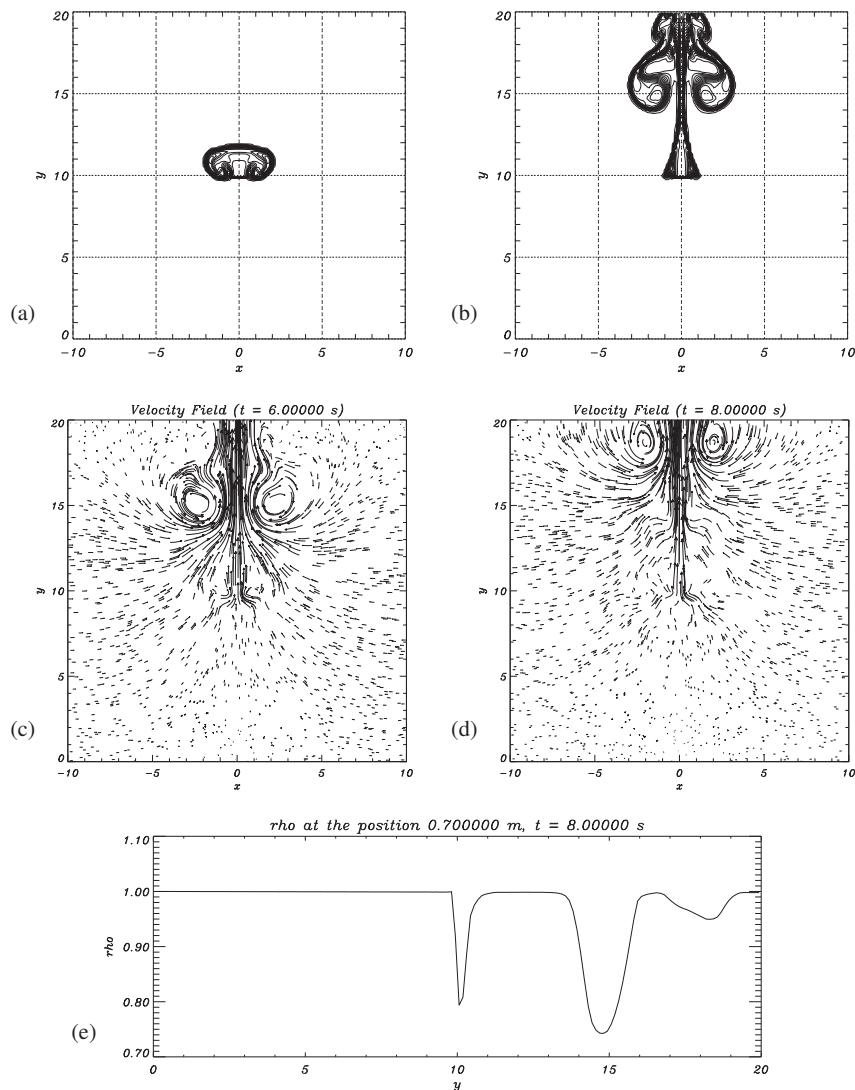 20
15
10
5
0
y
-10 -5 0 5 10
x
(a)
20
15
10
5
0
y
-10 -5 0 5 10
x
(b)
Velocity Field (t = 6.00000 s)
20
15
10
5
0
y
-10 -5 0 5 10
x
(c)
Velocity Field (t = 8.00000 s)
20
15
10
5
0
y
-10 -5 0 5 10
x
(d)
rho at the position 0.700000 m, t = 8.00000 s
1.10
1.00
0.90
0.80
0.70
rho
0 5 10 15 20
y
(e)